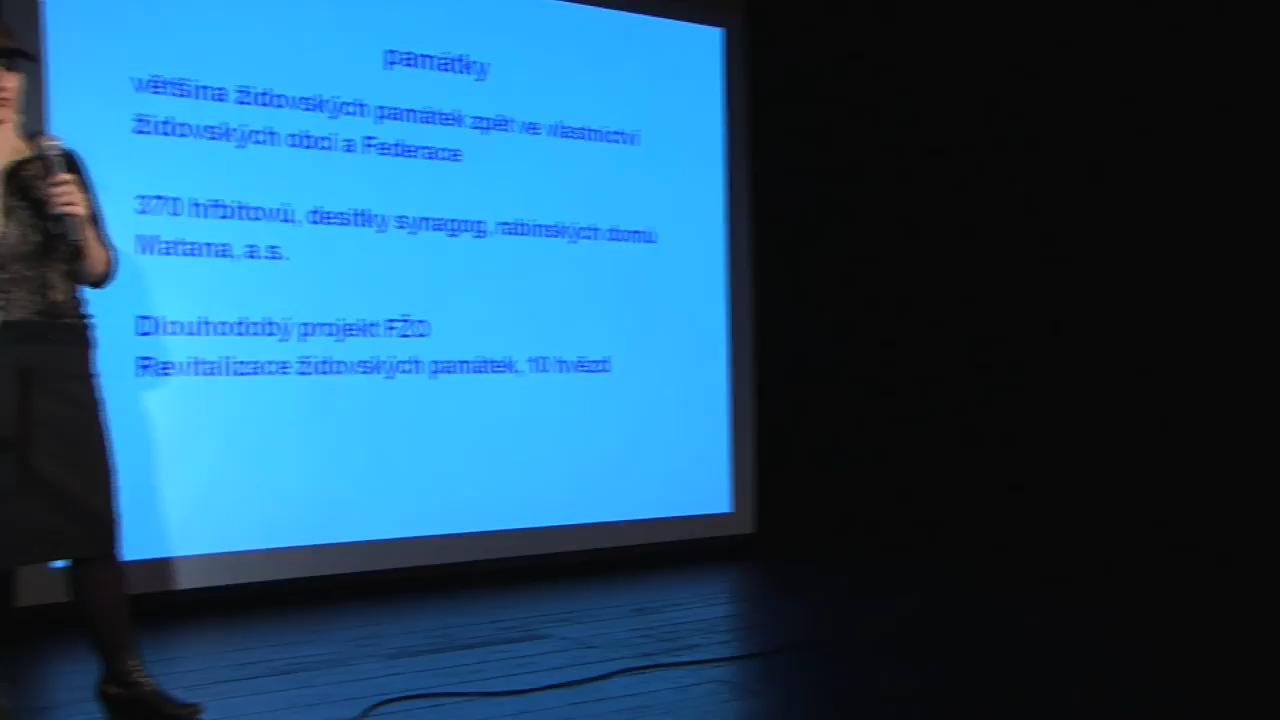 památky
většina židovských památek zpět ve vlastnictví
židovských obcí a Federace
370 hřbitovů, desítky synagog, rabínských domů
Matana, a.s.
Dlouhodobý projekt FŽO
Revitalizace židovských památek, 10 hvězd